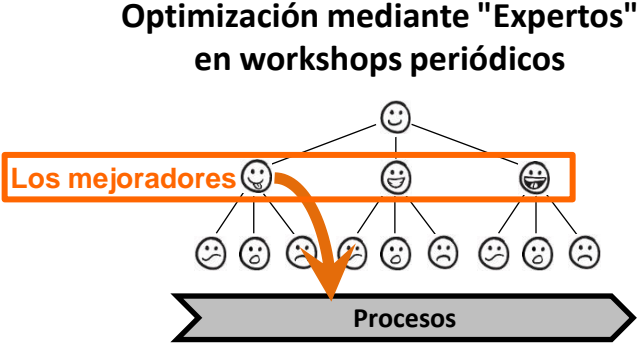 Optimización mediante "Expertos"
en workshops periódicos
Los mejoradores
Procesos